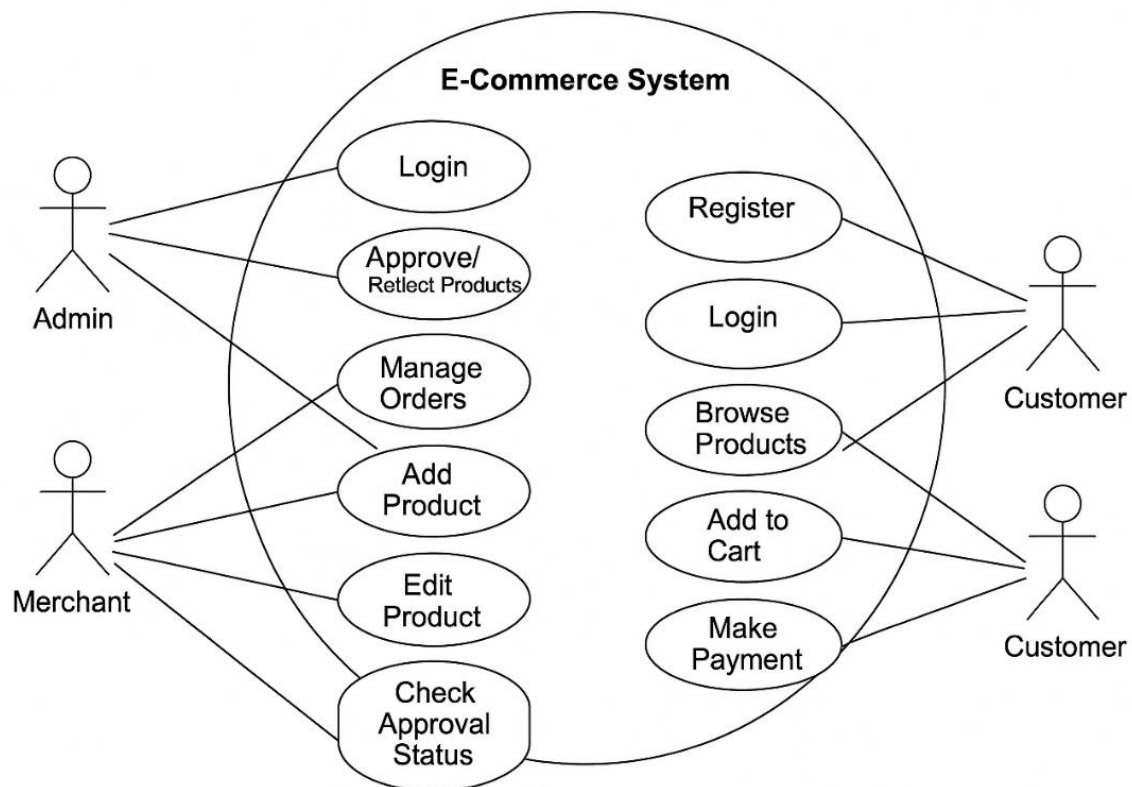 E-Commerce System
Login
Approve/
Retlect Products
Manage
Orders
Add
Product
Edit
Product
Check
Approval
Status
Admin
Merchant
Register
Login
Browse
Products
Add to
Cart
Make
Payment
Customer
Customer